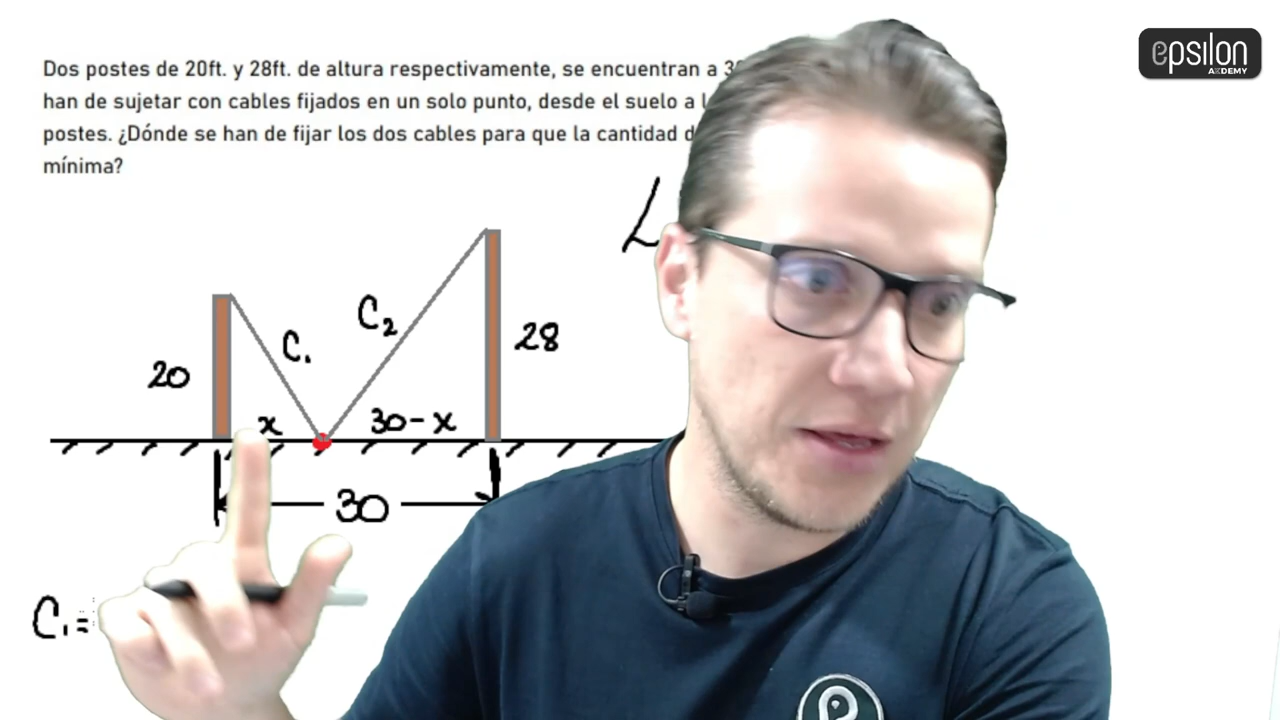 epsilon
AXDEMY
Dos postes de 20ft. y 28ft. de altura respectivamente, se encuentran a
han de sujetar con cables fijados en un solo punto, desde el suelo a
postes. ¿Dónde se han de fijar los dos cables para que la cantidad
mínima?
L
C₂
C₁
28
20
x
30-x
30
C₁=